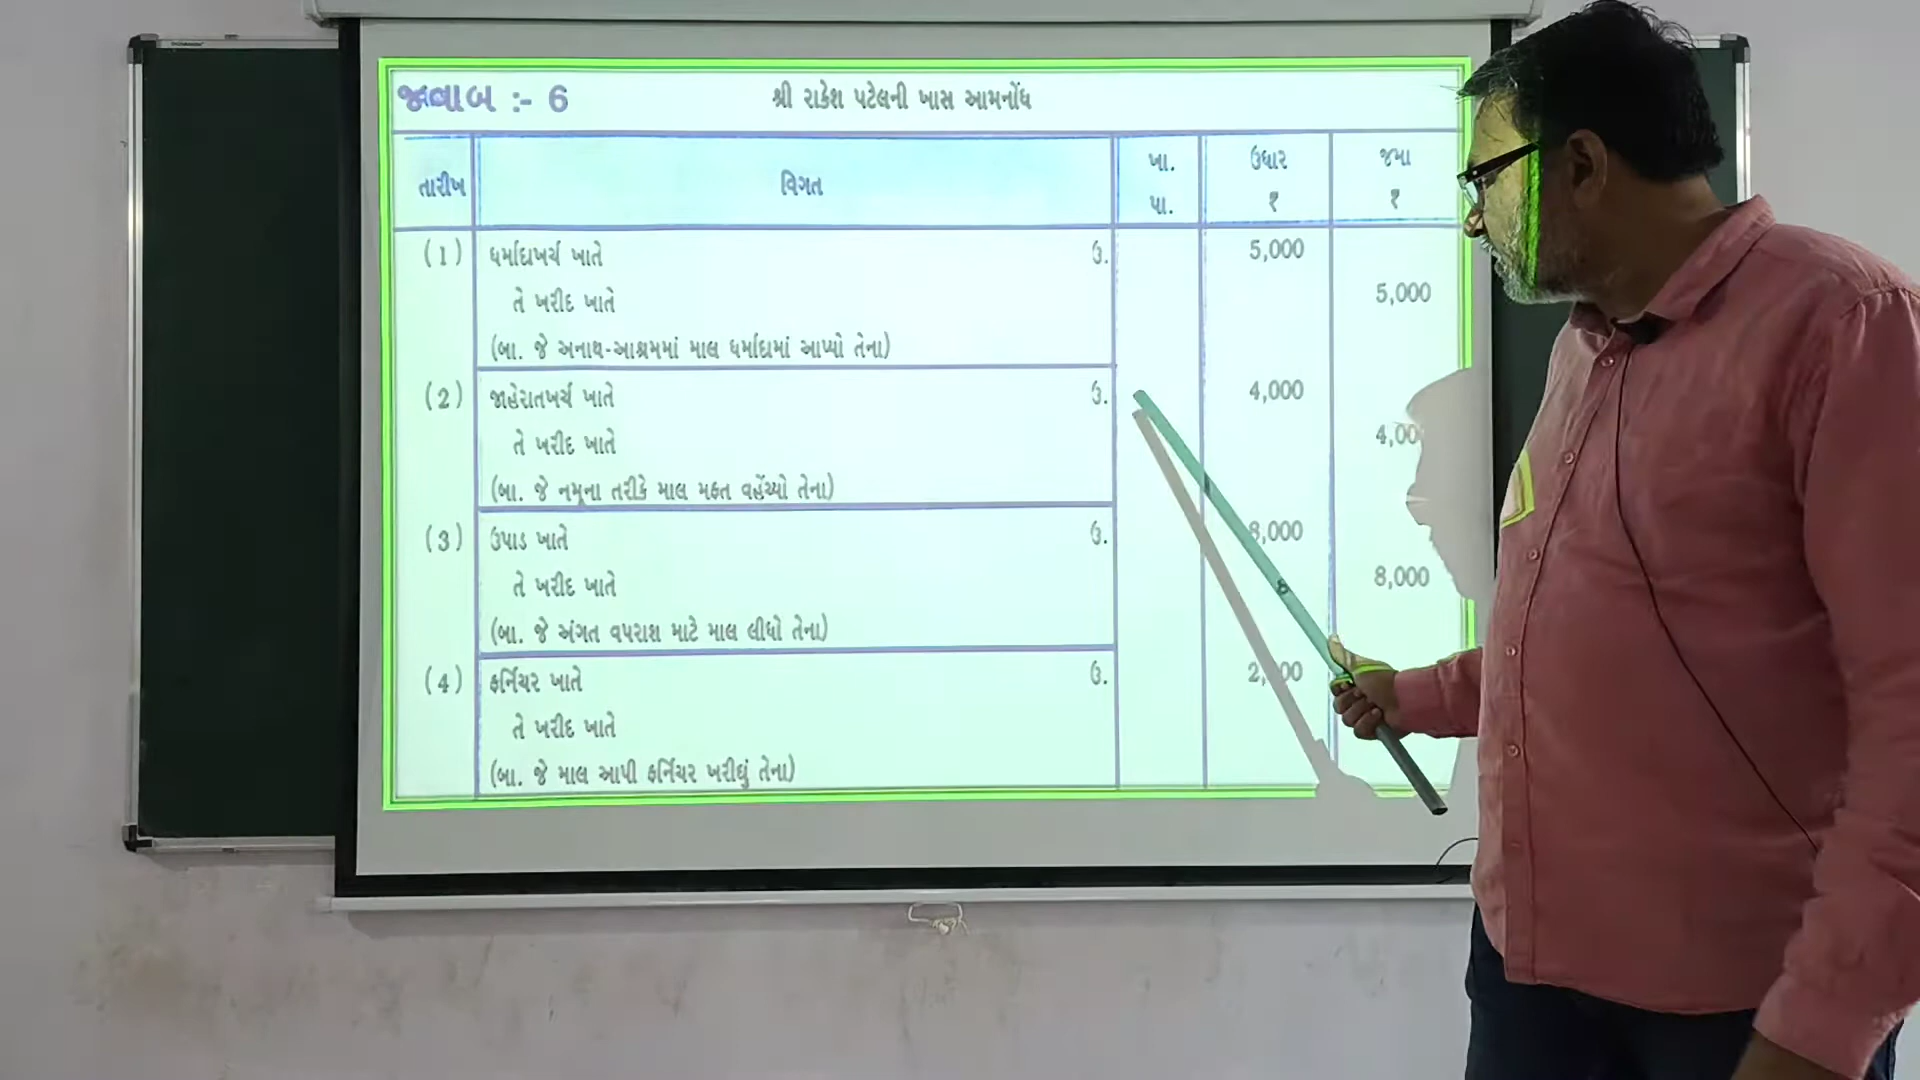 જવાબ :- 6 શ્રી રાકેશ પટેલની ખાસ આમનોંધ
તારીખ વિગત ખા. પા. ઉધાર ₹ જમા ₹
(1) ધર્માદાખર્ચ ખાતે ઉ. 5,000
તે ખરીદ ખાતે 5,000
(બા. જે અનાથ-આશ્રમમાં માલ ધર્માદામાં આપ્યો તેના)
(2) જાહેરાતખર્ચ ખાતે ઉ. 4,000
તે ખરીદ ખાતે
(બા. જે નમૂના તરીકે માલ મફત વહેંચ્યો તેના)
(3) ઉપાડ ખાતે ઉ. 8,000
તે ખરીદ ખાતે 8,000
(બા. જે અંગત વપરાશ માટે માલ લીધો તેના)
(4) ફર્નિચર ખાતે ઉ.
તે ખરીદ ખાતે
(બા. જે માલ આપી ફર્નિચર ખરીદ્યું તેના)